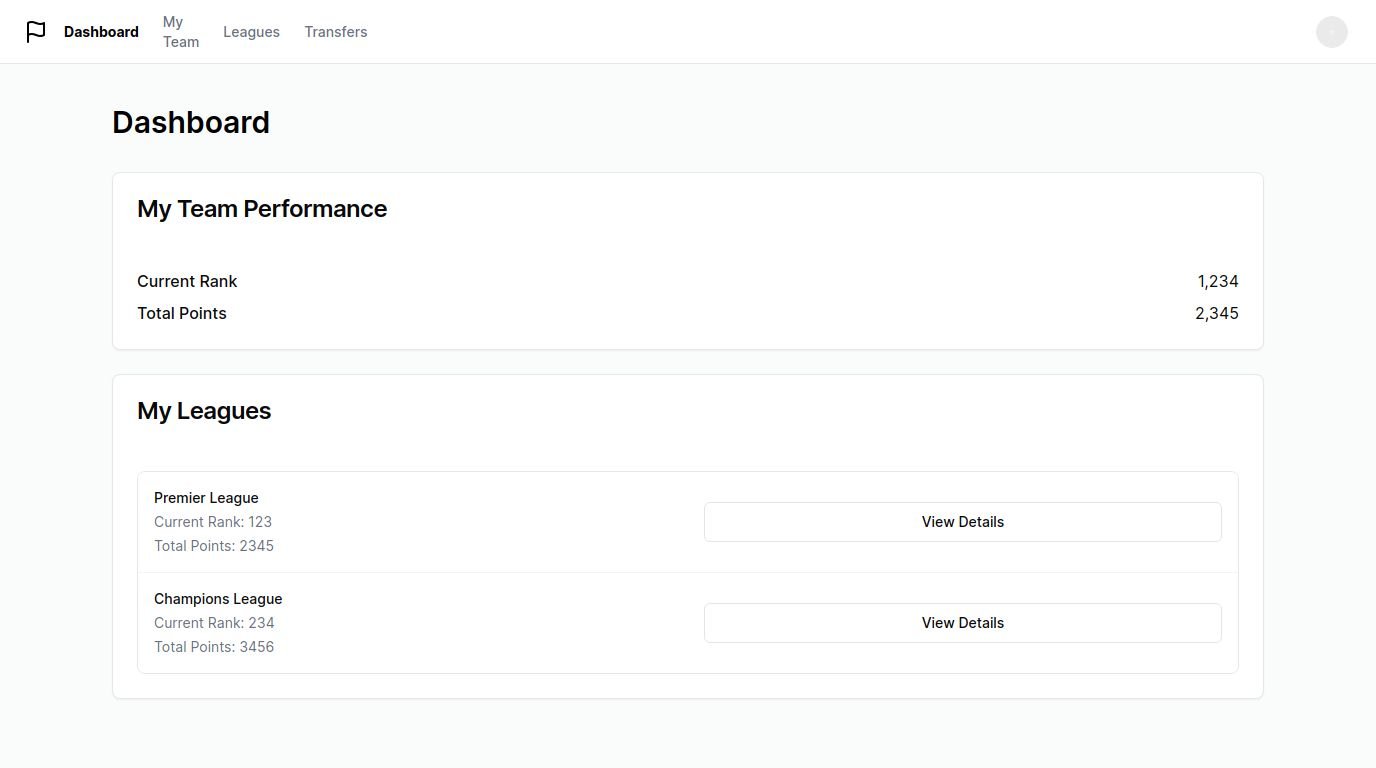 Dashboard
My
Team
Leagues
Transfers
Dashboard
My Team Performance
Current Rank
1,234
Total Points
2,345
My Leagues
Premier League
Current Rank: 123
Total Points: 2345
View Details
Champions League
Current Rank: 234
Total Points: 3456
View Details